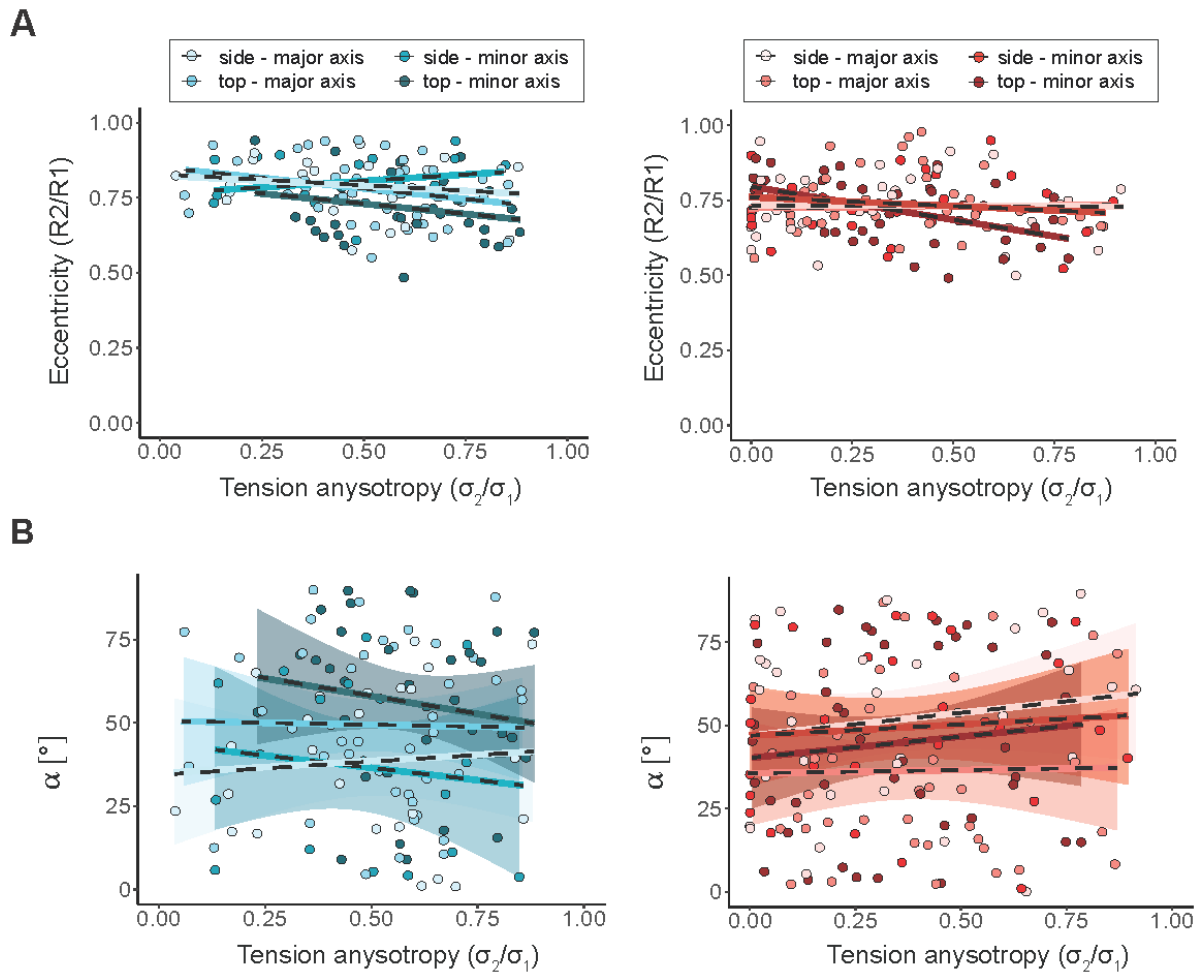 A
side - major axis side - minor axis
top - major axis top - minor axis
1.00
0.75
0.50
0.25
0.00
Eccentricity (R2/R1)
0.00 0.25 0.50 0.75 1.00
Tension anysotropy (σ₂/σ₁)
side - major axis side - minor axis
top - major axis top - minor axis
1.00
0.75
0.50
0.25
0.00
Eccentricity (R2/R1)
0.00 0.25 0.50 0.75 1.00
Tension anysotropy (σ₂/σ₁)
B
75
50
25
0
α [°]
0.00 0.25 0.50 0.75 1.00
Tension anysotropy (σ₂/σ₁)
75
50
25
0
α [°]
0.00 0.25 0.50 0.75 1.00
Tension anysotropy (σ₂/σ₁)